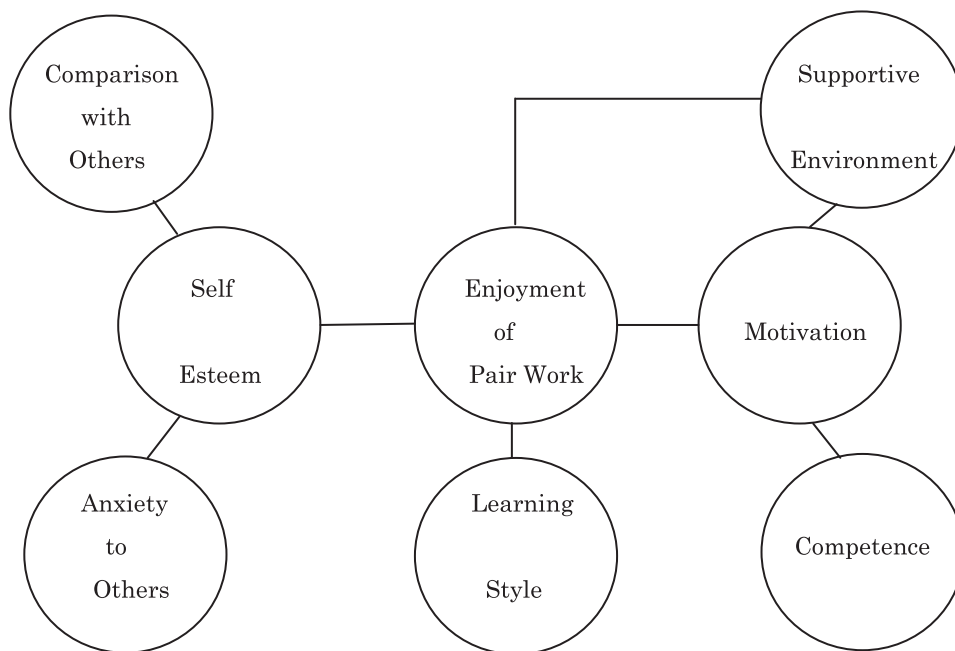 Comparison
with
Others
Supportive
Environment
Self
Esteem
Enjoyment
of
Pair Work
Motivation
Anxiety
to
Others
Learning
Style
Competence